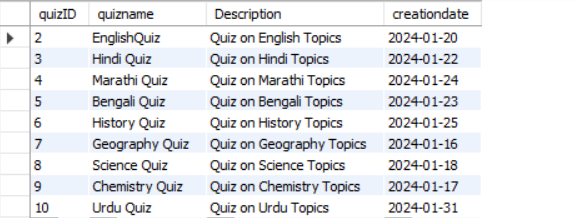 quizID quizname Description creationdate
2 EnglishQuiz Quiz on English Topics 2024-01-20
3 Hindi Quiz Quiz on Hindi Topics 2024-01-22
4 Marathi Quiz Quiz on Marathi Topics 2024-01-24
5 Bengali Quiz Quiz on Bengali Topics 2024-01-23
6 History Quiz Quiz on History Topics 2024-01-25
7 Geography Quiz Quiz on Geography Topics 2024-01-16
8 Science Quiz Quiz on Science Topics 2024-01-18
9 Chemistry Quiz Quiz on Chemistry Topics 2024-01-17
10 Urdu Quiz Quiz on Urdu Topics 2024-01-31